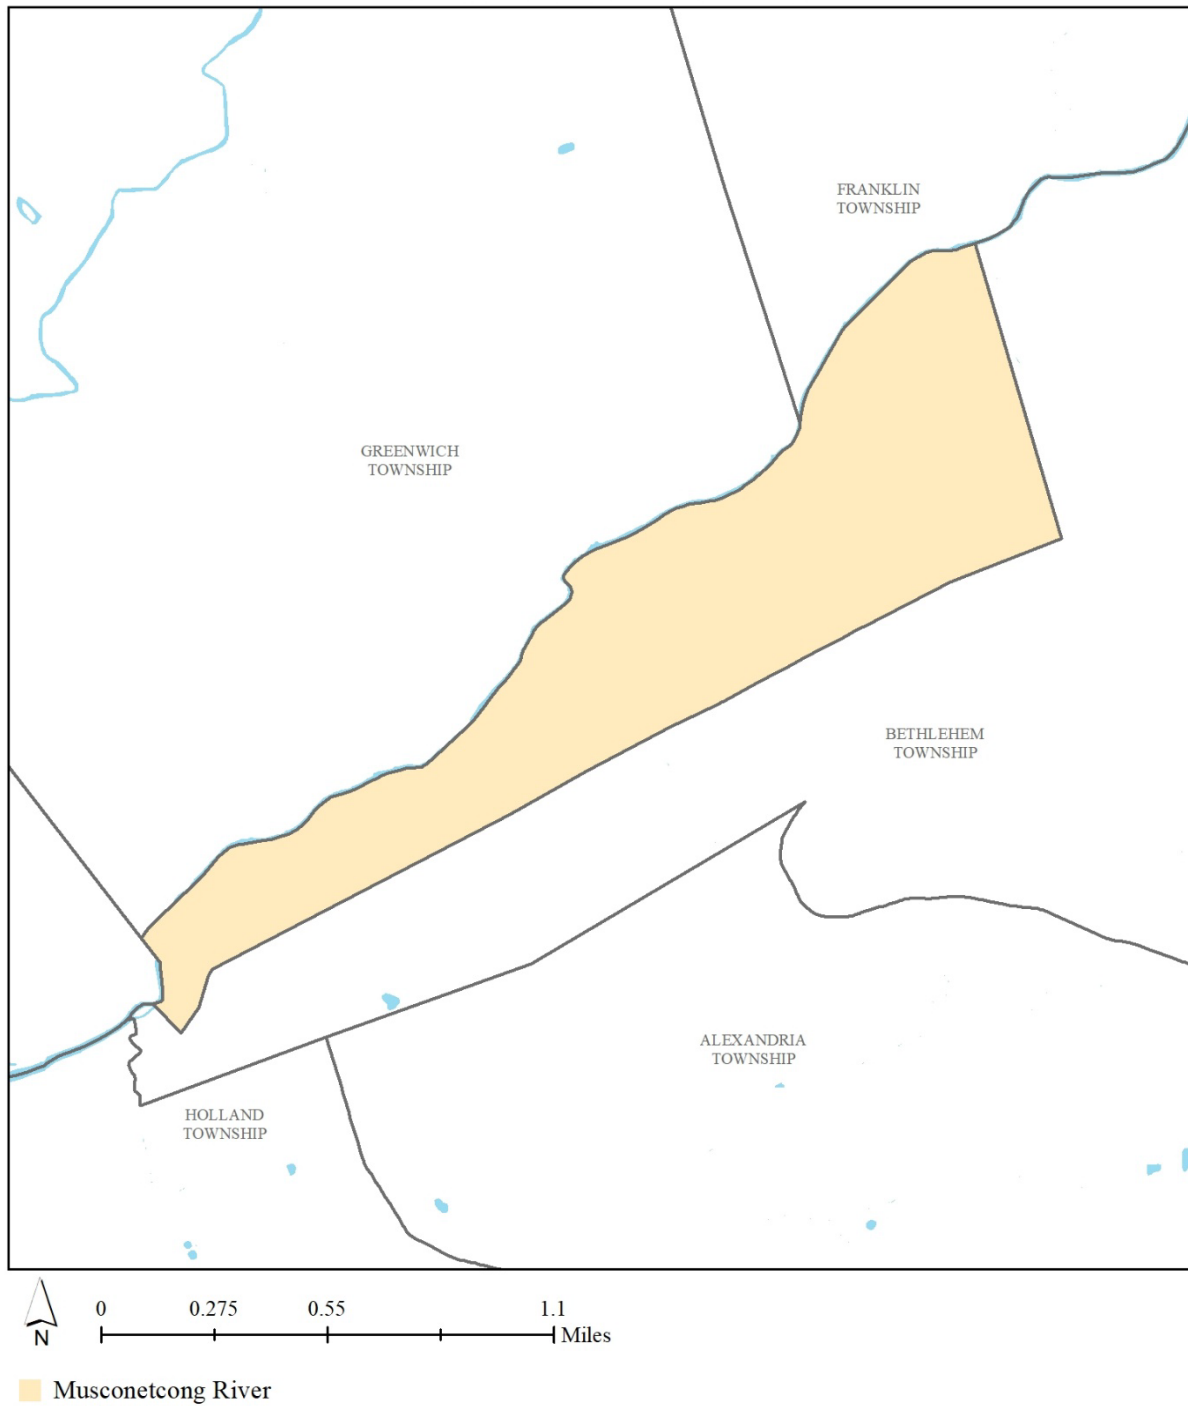 FRANKLIN
TOWNSHIP
GREENWICH
TOWNSHIP
BETHLEHEM
TOWNSHIP
ALEXANDRIA
TOWNSHIP
HOLLAND
TOWNSHIP
N
0 0.275 0.55 1.1
Miles
Musconetcong River